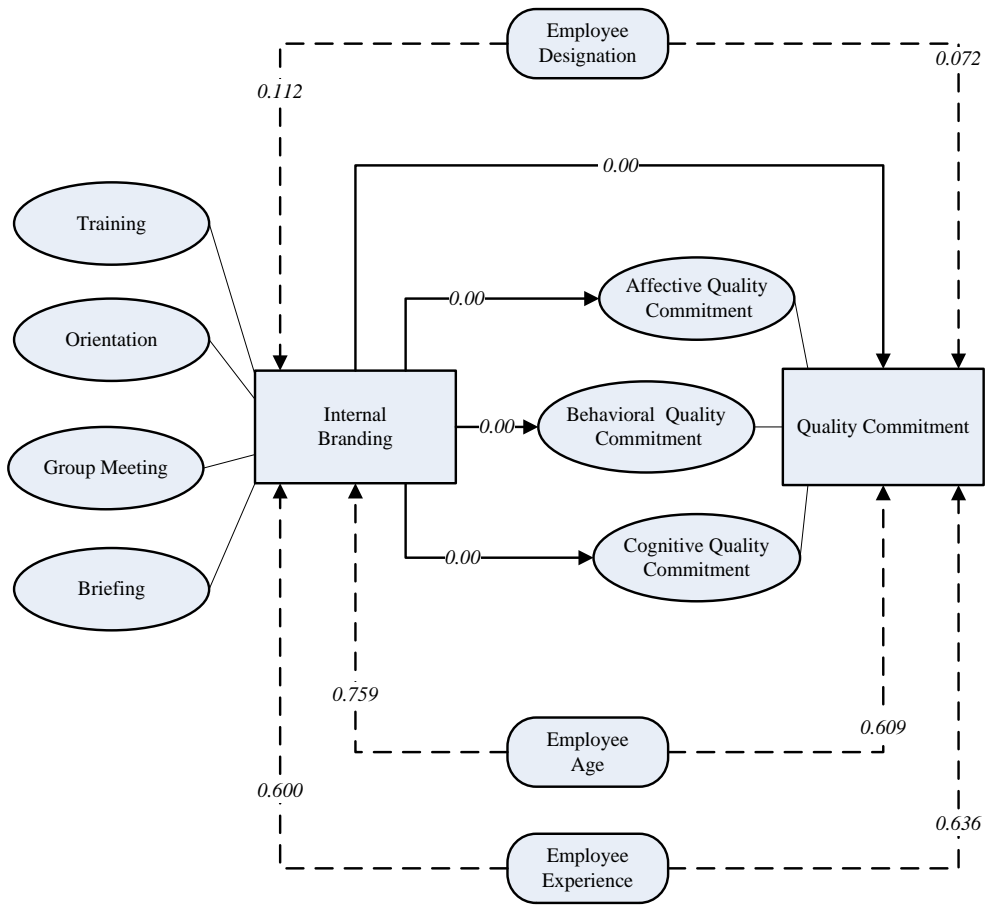 Employee
Designation
0.072
0.112
0.00
Training
Affective Quality
Commitment
0.00
Orientation
Internal
Branding
0.00
Behavioral Quality
Commitment
Quality Commitment
Group Meeting
Cognitive Quality
Commitment
0.00
Briefing
0.759
0.609
Employee
Age
0.600
0.636
Employee
Experience